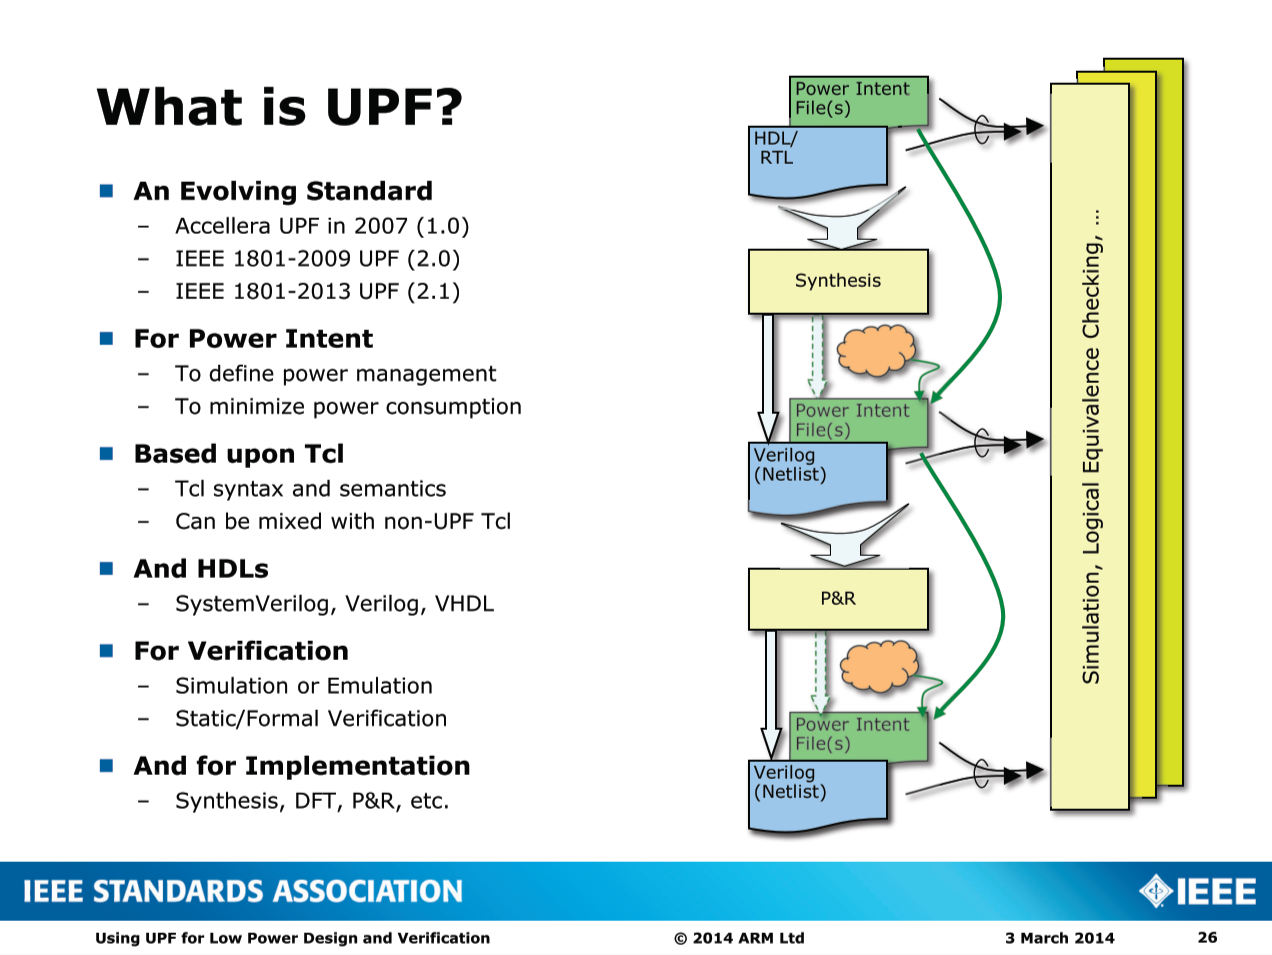 What is UPF?
An Evolving Standard
– Accellera UPF in 2007 (1.0)
– IEEE 1801-2009 UPF (2.0)
– IEEE 1801-2013 UPF (2.1)
For Power Intent
– To define power management
– To minimize power consumption
Based upon Tcl
– Tcl syntax and semantics
– Can be mixed with non-UPF Tcl
And HDLs
– SystemVerilog, Verilog, VHDL
For Verification
– Simulation or Emulation
– Static/Formal Verification
And for Implementation
– Synthesis, DFT, P&R, etc.
Power Intent
File(s)
HDL/
RTL
Synthesis
Power Intent
File(s)
Verilog
(Netlist)
P&R
Power Intent
File(s)
Verilog
(Netlist)
Simulation, Logical Equivalence Checking, ...
IEEE STANDARDS ASSOCIATION
IEEE
Using UPF for Low Power Design and Verification
© 2014 ARM Ltd
3 March 2014
26